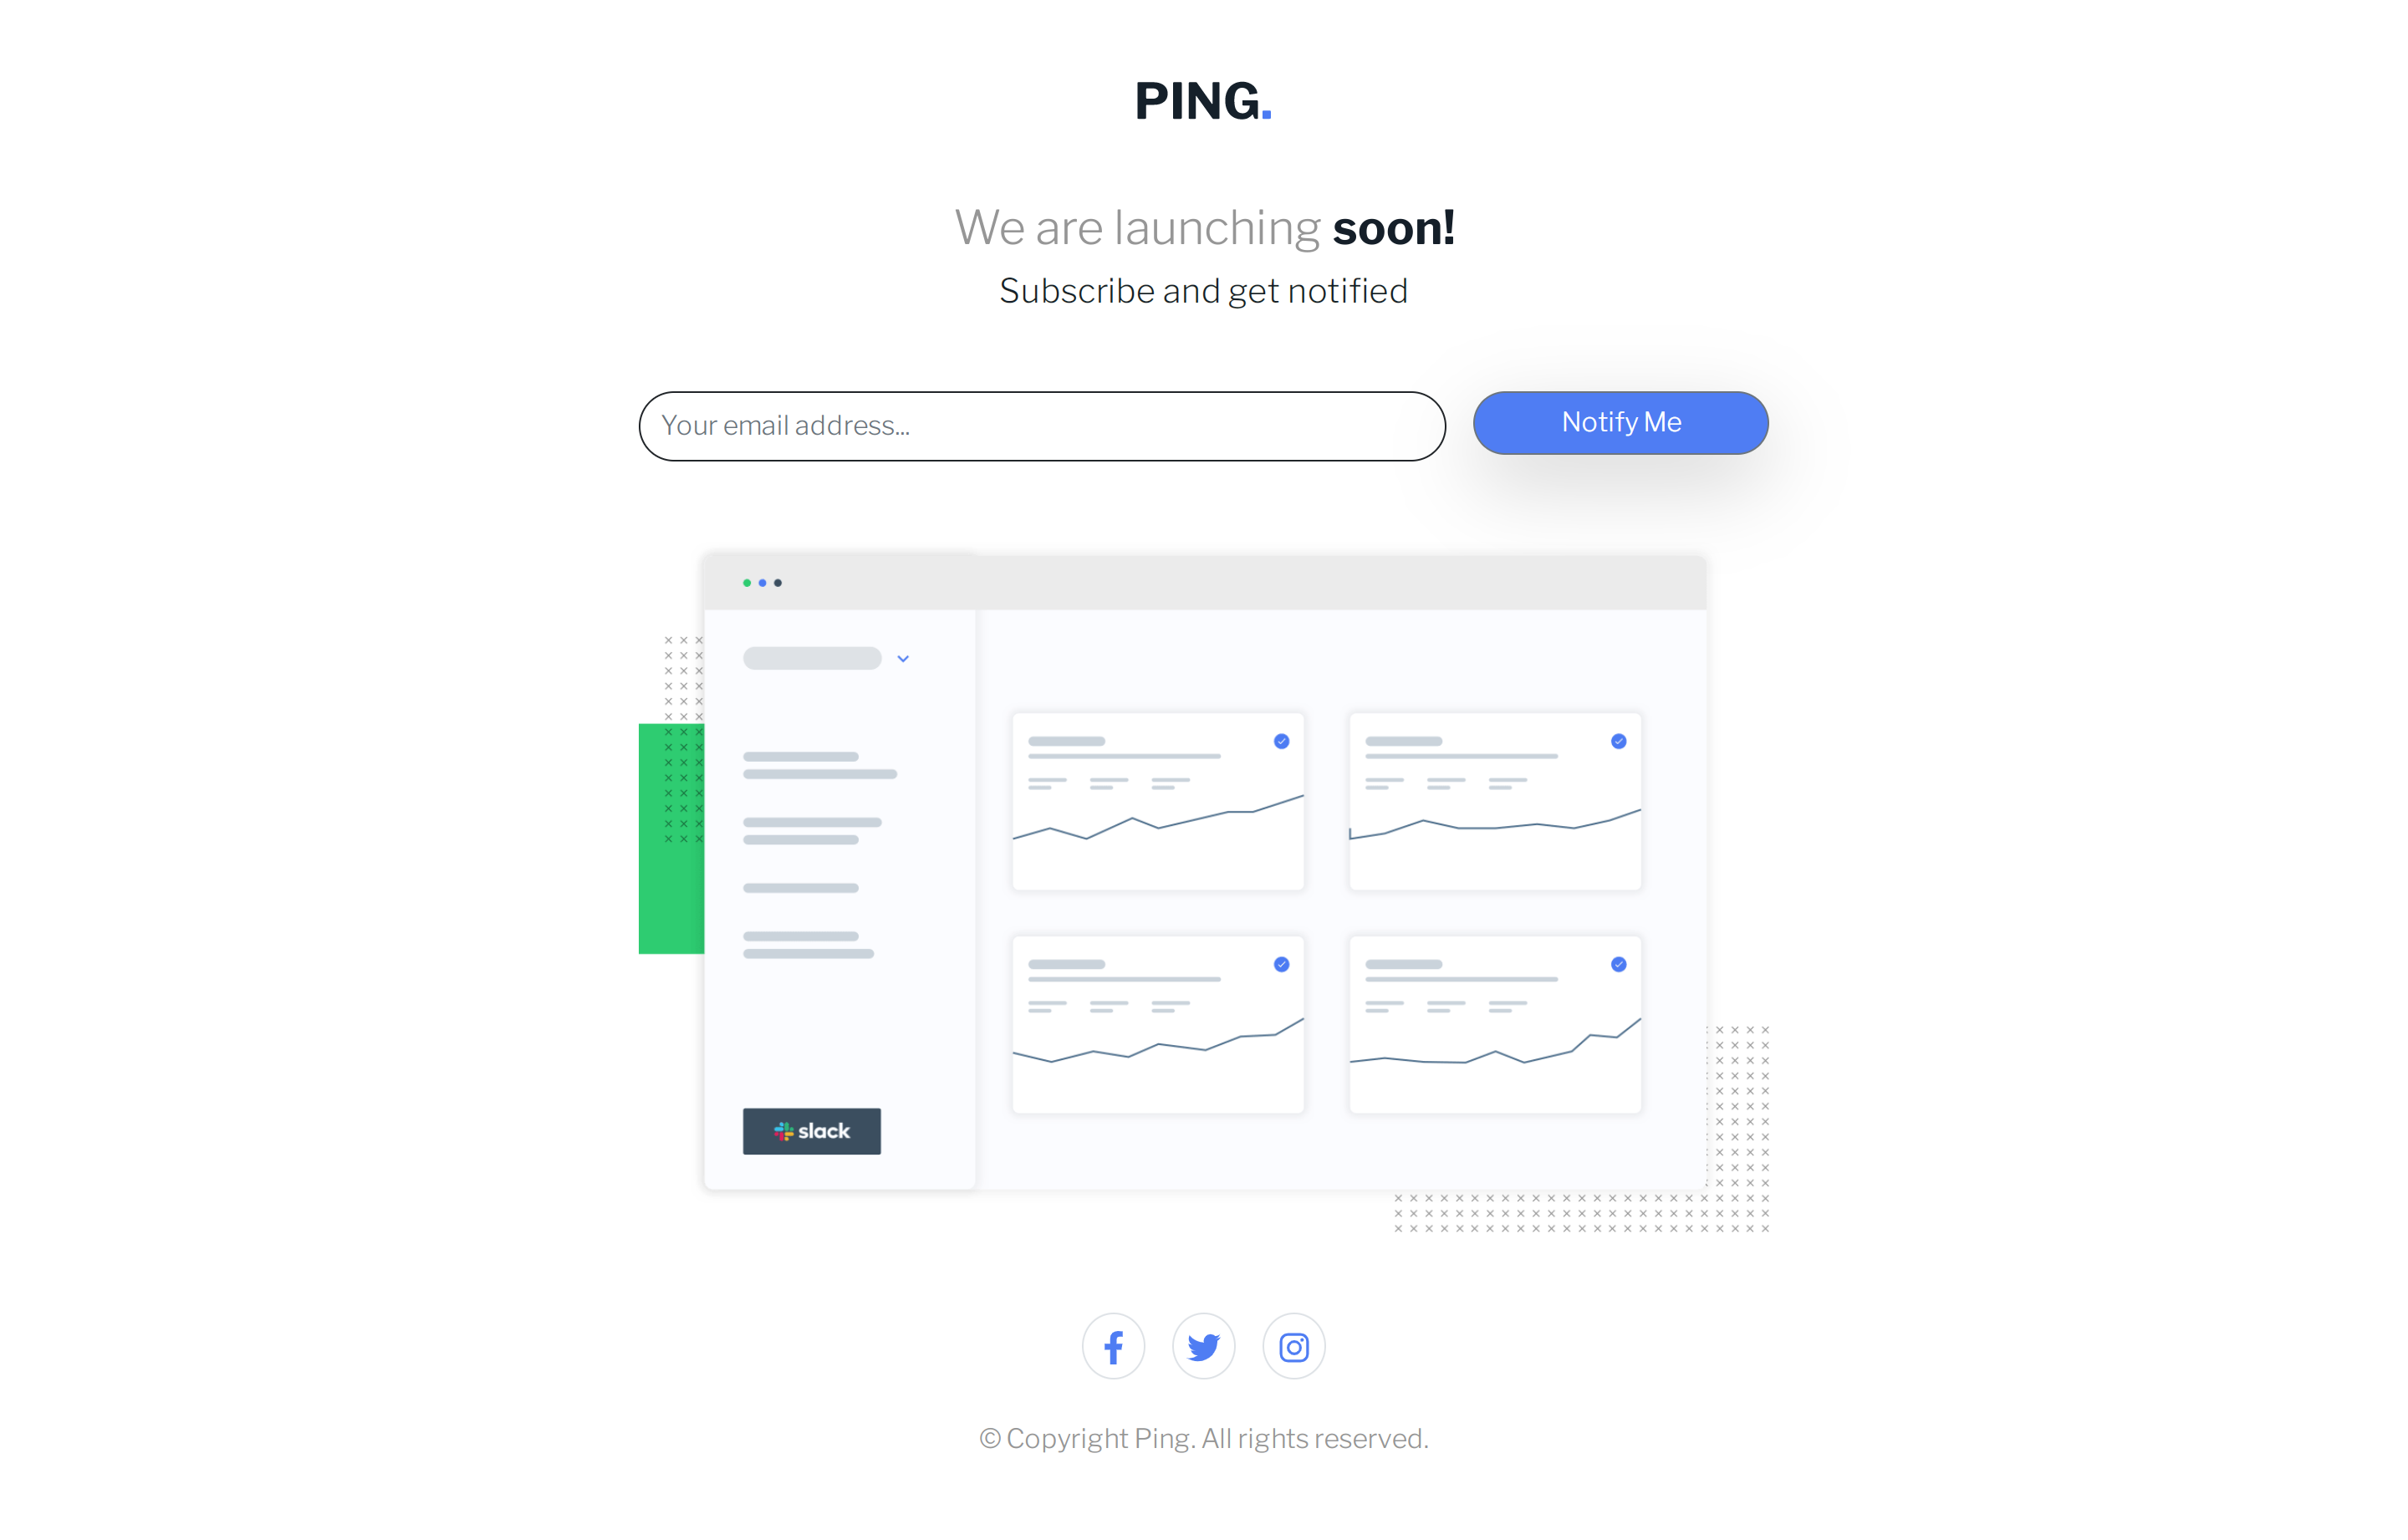 PING.
We are launching soon!
Subscribe and get notified
Your email address...
Notify Me
slack
© Copyright Ping. All rights reserved.